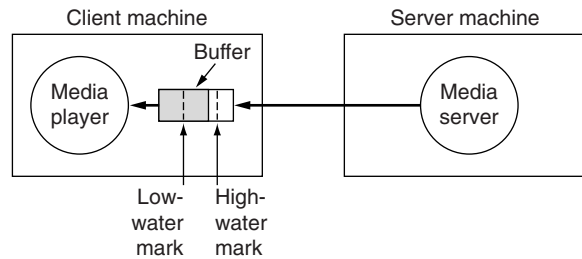 Client machine
Server machine
Buffer
Media
player
Media
server
Low-
water
mark
High-
water
mark